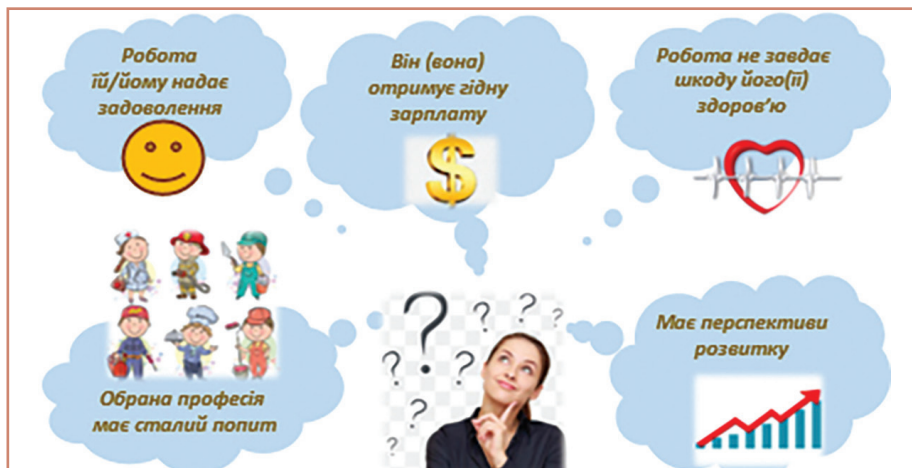 Робота
їй/йому надає
задоволення
Він (вона)
отримує гідну
зарплату
Робота не завдає
шкоду його(її)
здоров’ю
Обрана професія
має сталий попит
Має перспективи
розвитку